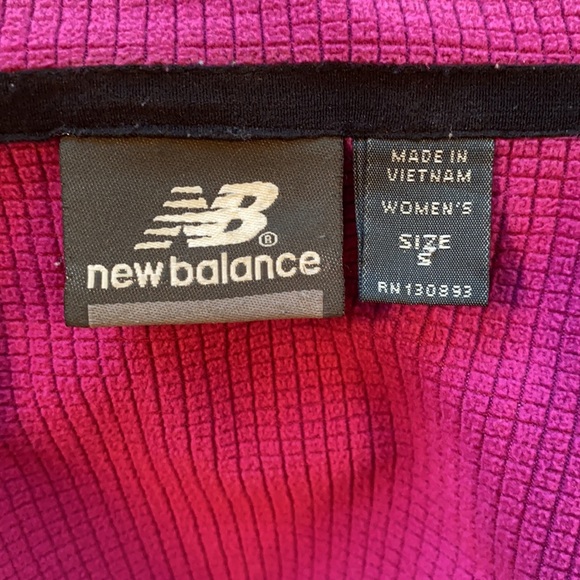 NB®
new balance
MADE IN
VIETNAM
WOMEN'S
SIZE
S
RN 130893